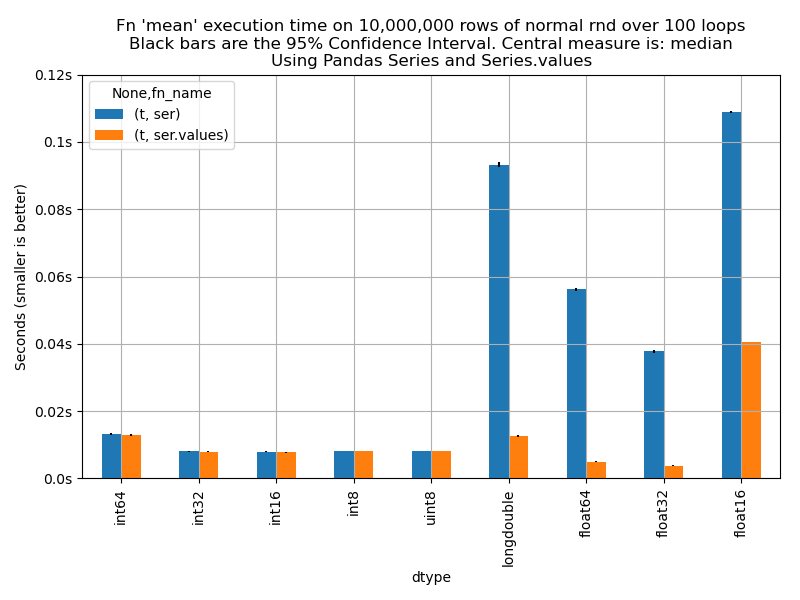 Fn 'mean' execution time on 10,000,000 rows of normal rnd over 100 loops
Black bars are the 95% Confidence Interval. Central measure is: median
Using Pandas Series and Series.values
None,fn_name
(t, ser)
(t, ser.values)
Seconds (smaller is better)
0.12s
0.1s
0.08s
0.06s
0.04s
0.02s
0.0s
int64
int32
int16
int8
uint8
longdouble
float64
float32
float16
dtype